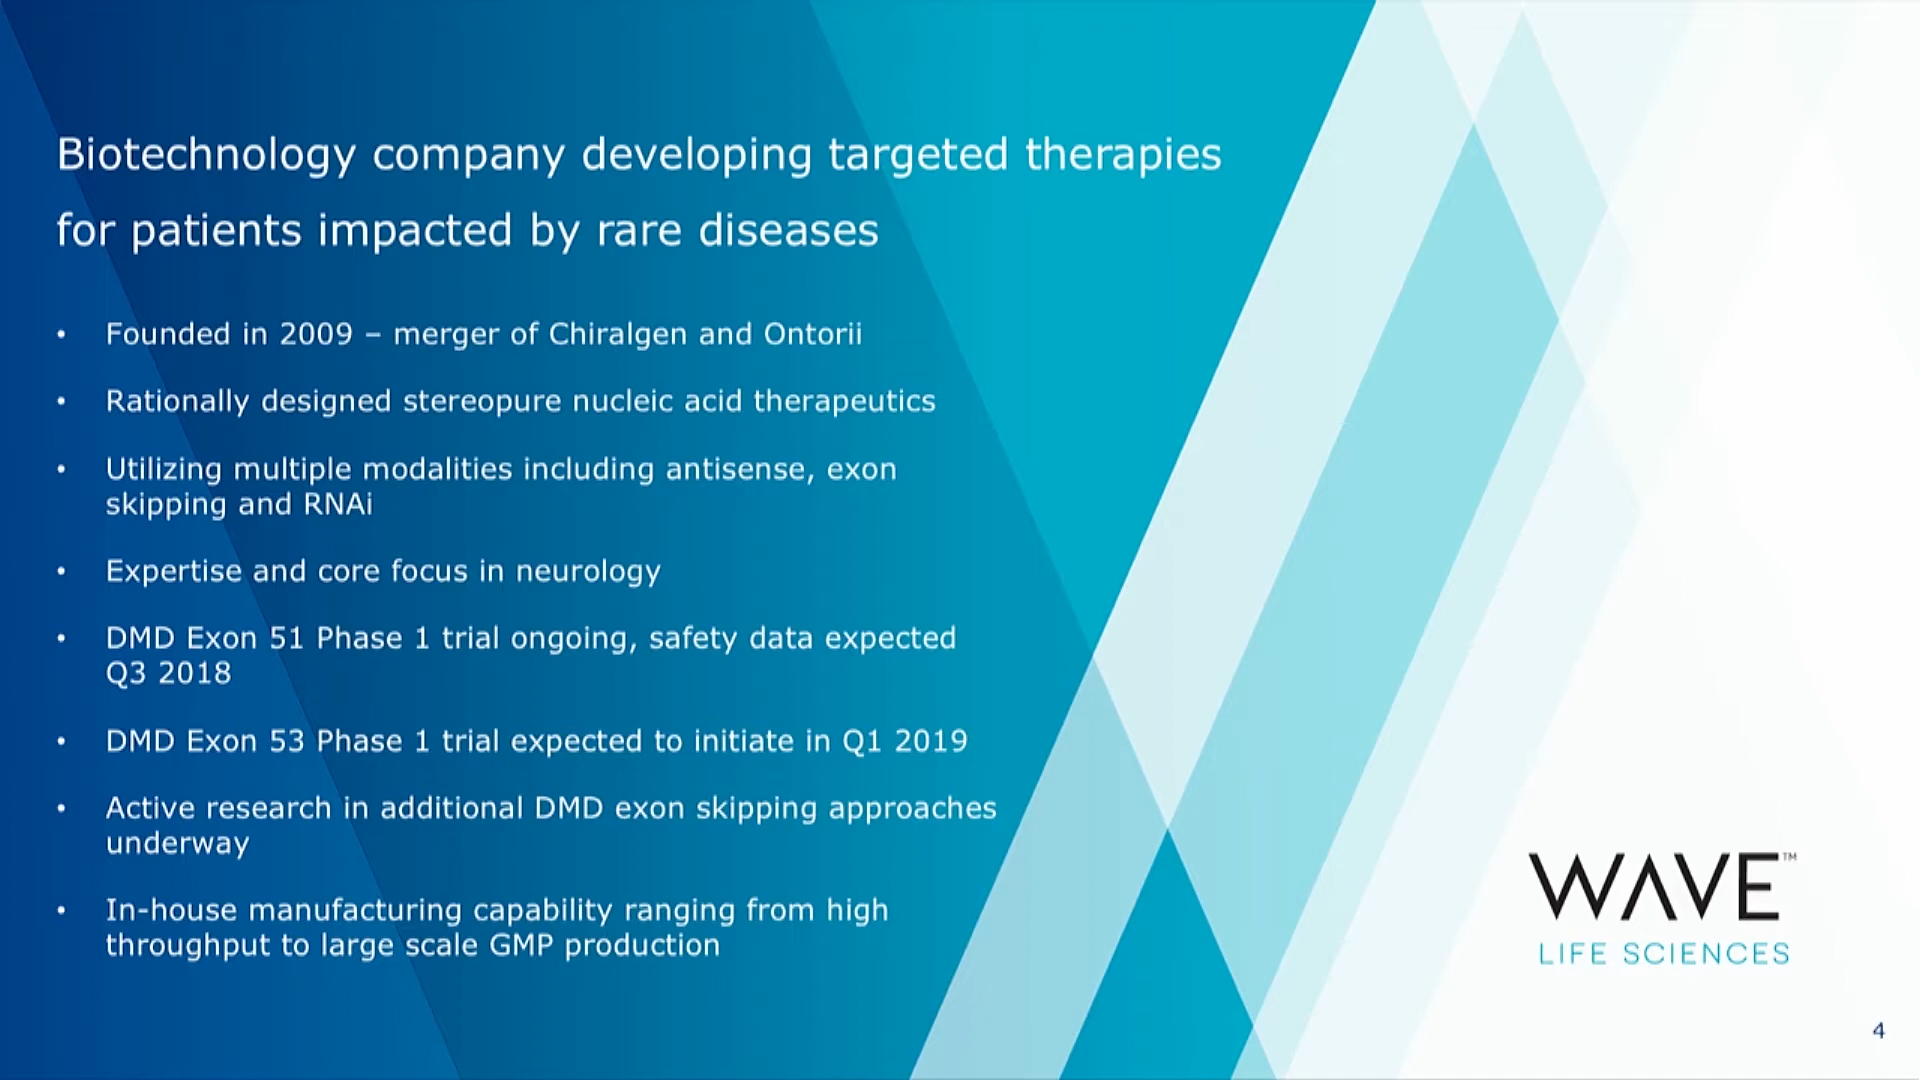 Biotechnology company developing targeted therapies
for patients impacted by rare diseases
• Founded in 2009 – merger of Chiralgen and Ontorii
• Rationally designed stereopure nucleic acid therapeutics
• Utilizing multiple modalities including antisense, exon
skipping and RNAi
• Expertise and core focus in neurology
• DMD Exon 51 Phase 1 trial ongoing, safety data expected
Q3 2018
• DMD Exon 53 Phase 1 trial expected to initiate in Q1 2019
• Active research in additional DMD exon skipping approaches
underway
• In-house manufacturing capability ranging from high
throughput to large scale GMP production
WAVE™
LIFE SCIENCES
4